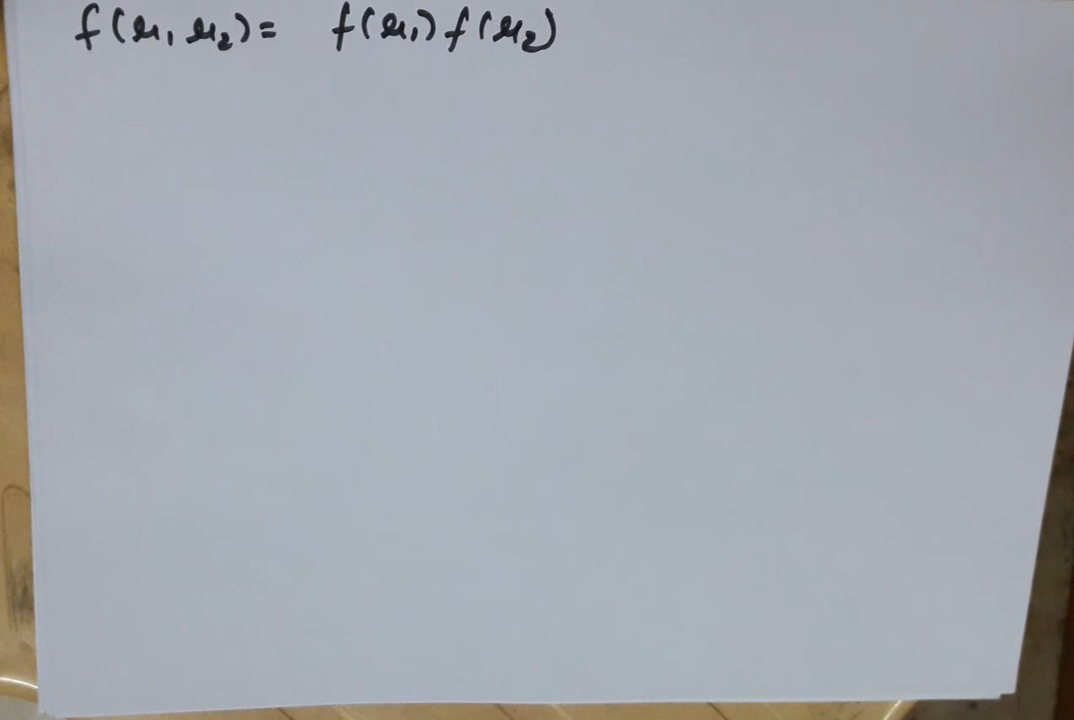 f(x₁ x₂) = f(x₁) f(x₂)